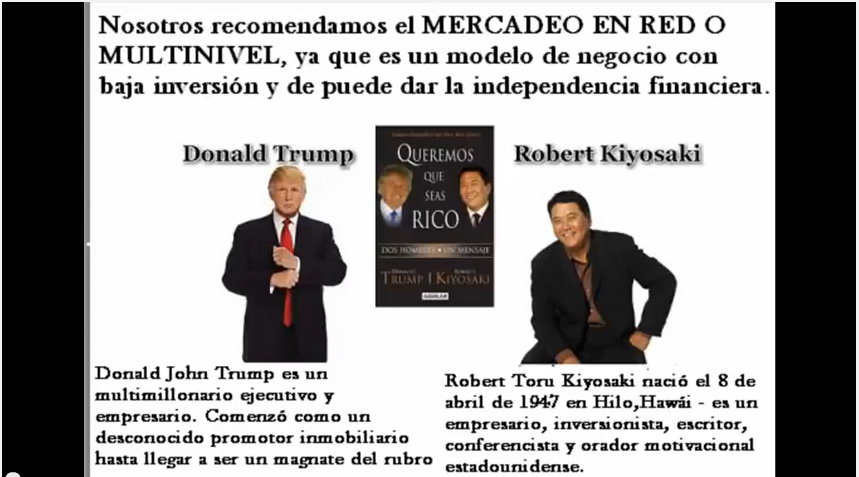 Nosotros recomendamos el MERCADEO EN RED O
MULTINIVEL, ya que es un modelo de negocio con
baja inversión y de puede dar la independencia financiera.
Donald Trump
QUEREMOS
QUE
SEAS
RICO
DOS HOMBRES • UN MENSAJE
TRUMP | KIYOSAKI
AGUILAR
Robert Kiyosaki
Donald John Trump es un
multimillonario ejecutivo y
empresario. Comenzó como un
desconocido promotor inmobiliario
hasta llegar a ser un magnate del rubro
Robert Toru Kiyosaki nació el 8 de
abril de 1947 en Hilo,Hawái - es un
empresario, inversionista, escritor,
conferencista y orador motivacional
estadounidense.